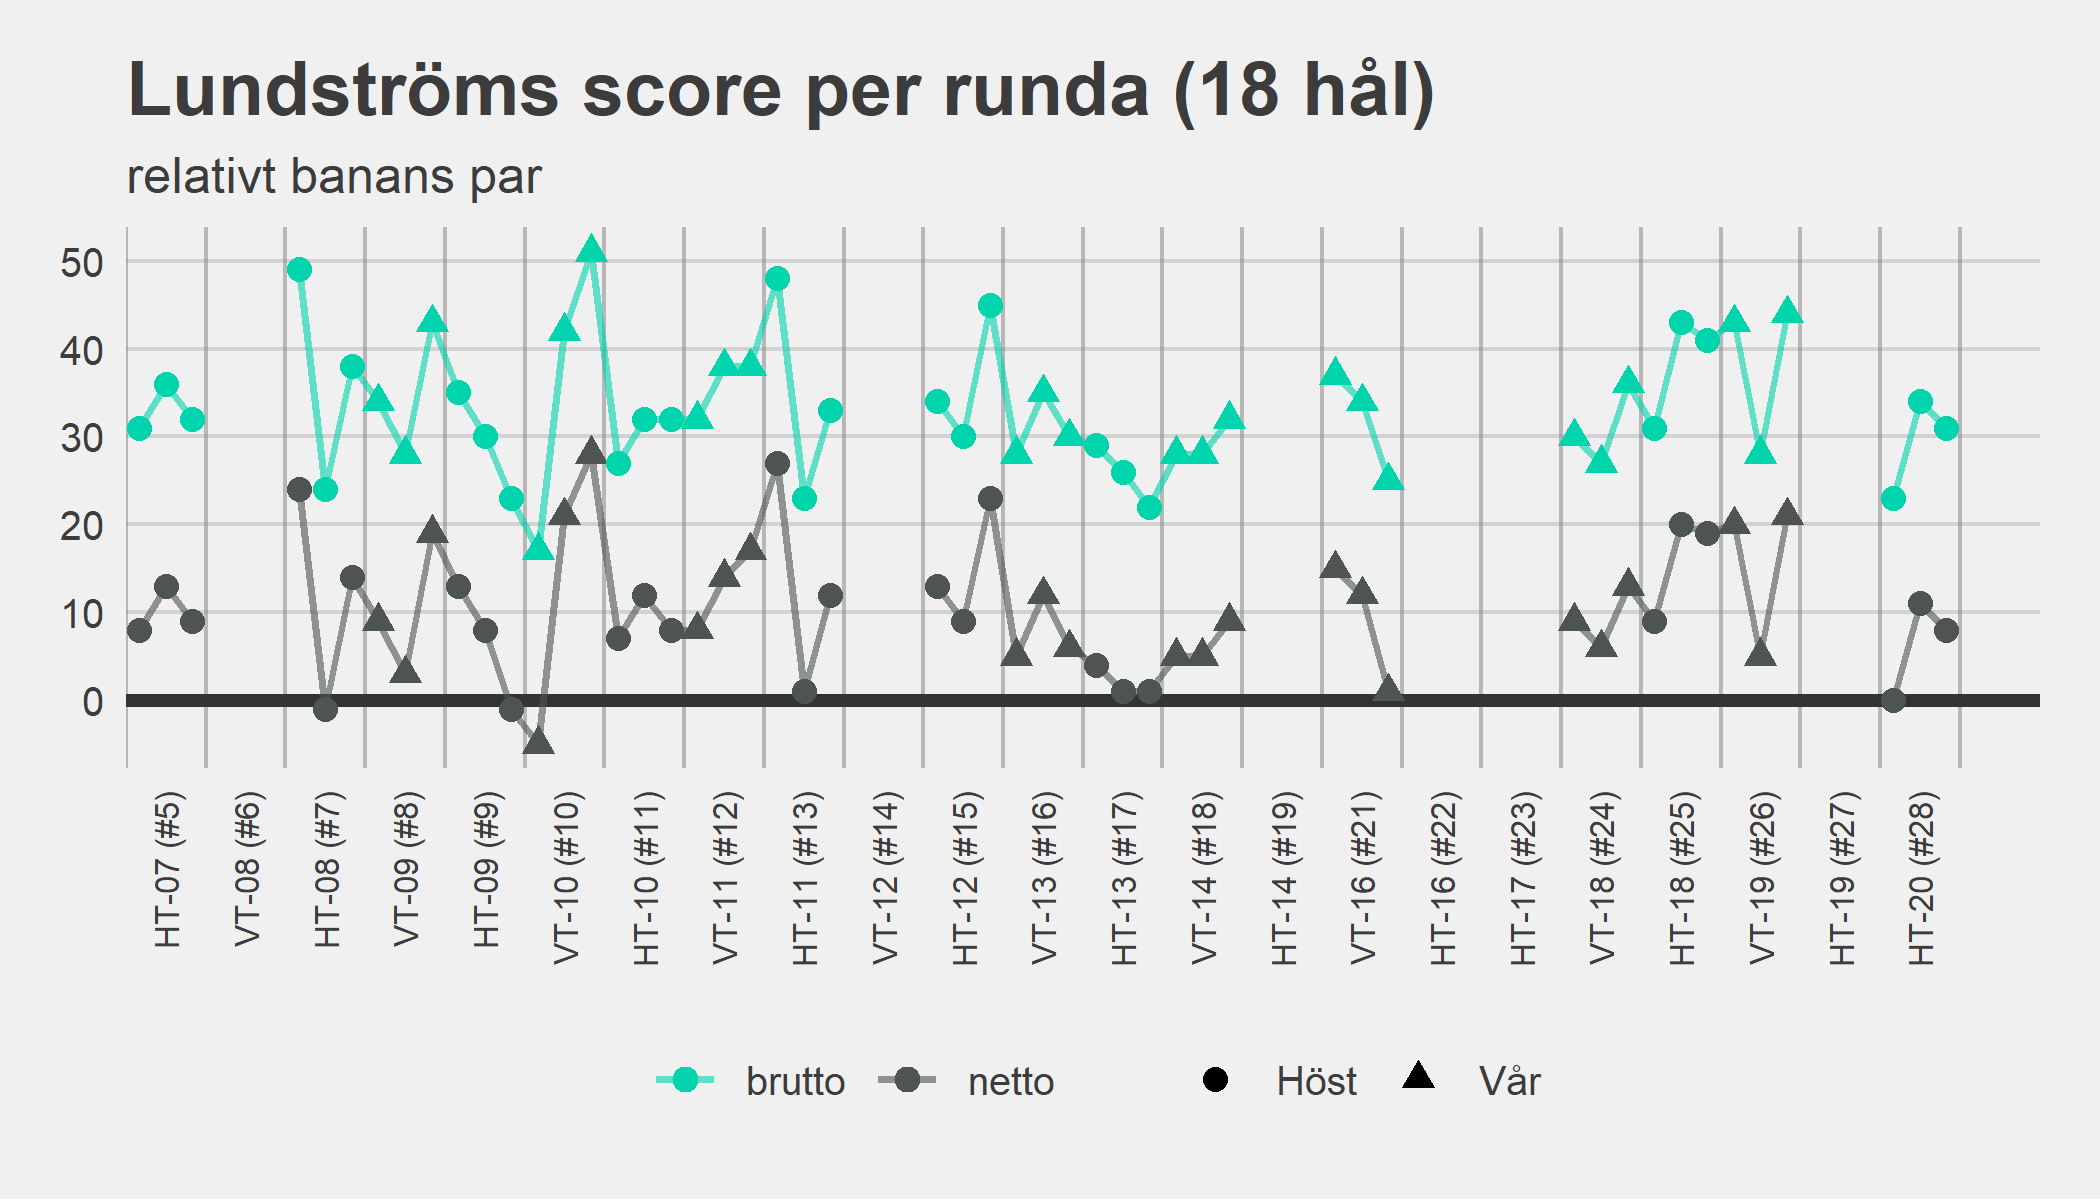 Lundströms score per runda (18 hål)
relativt banans par
50
40
30
20
10
0
HT-07 (#5)
VT-08 (#6)
HT-08 (#7)
VT-09 (#8)
HT-09 (#9)
VT-10 (#10)
HT-10 (#11)
VT-11 (#12)
HT-11 (#13)
VT-12 (#14)
HT-12 (#15)
VT-13 (#16)
HT-13 (#17)
VT-14 (#18)
HT-14 (#19)
VT-16 (#21)
HT-16 (#22)
HT-17 (#23)
VT-18 (#24)
HT-18 (#25)
VT-19 (#26)
HT-19 (#27)
HT-20 (#28)
brutto netto Höst Vår